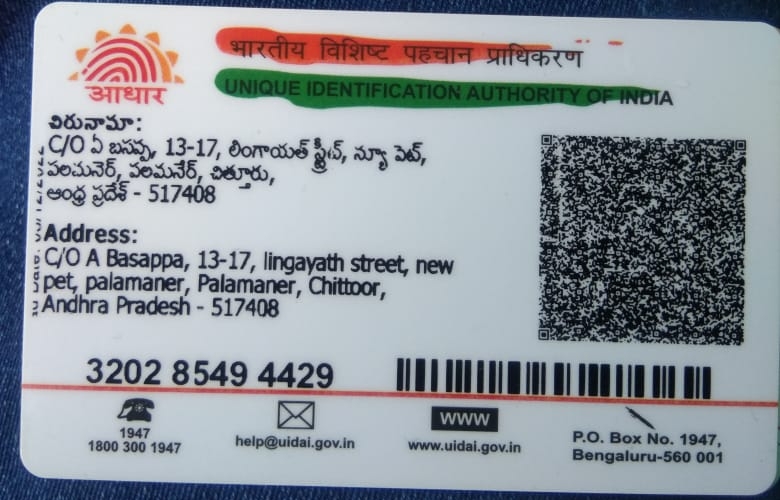 भारतीय विशिष्ट पहचान प्राधिकरण
आधार
UNIQUE IDENTIFICATION AUTHORITY OF INDIA
చిరునామా:
C/O ఏ బసప్ప, 13-17, లింగాయత్ స్ట్రీట్, న్యూ పెట్,
పలమనెర్, పలమనేర్, చిత్తూరు,
ఆంధ్ర ప్రదేశ్ - 517408
Address:
C/O A Basappa, 13-17, lingayath street, new
pet, palamaner, Palamaner, Chittoor,
Andhra Pradesh - 517408
3202 8549 4429
1947
1800 300 1947
help@uidai.gov.in
WWW
www.uidai.gov.in
P.O. Box No. 1947,
Bengaluru-560 001